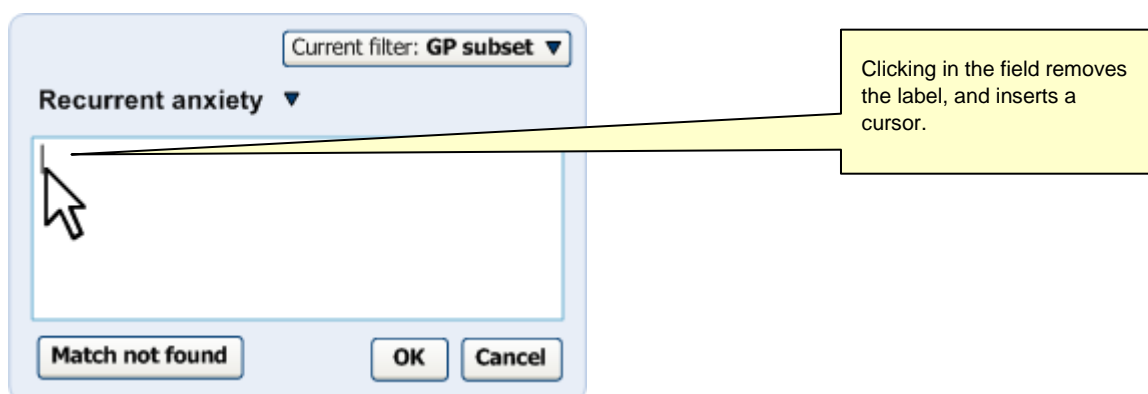 Current filter: GP subset ▼
Recurrent anxiety ▼
Clicking in the field removes
the label, and inserts a
cursor.
Match not found
OK
Cancel